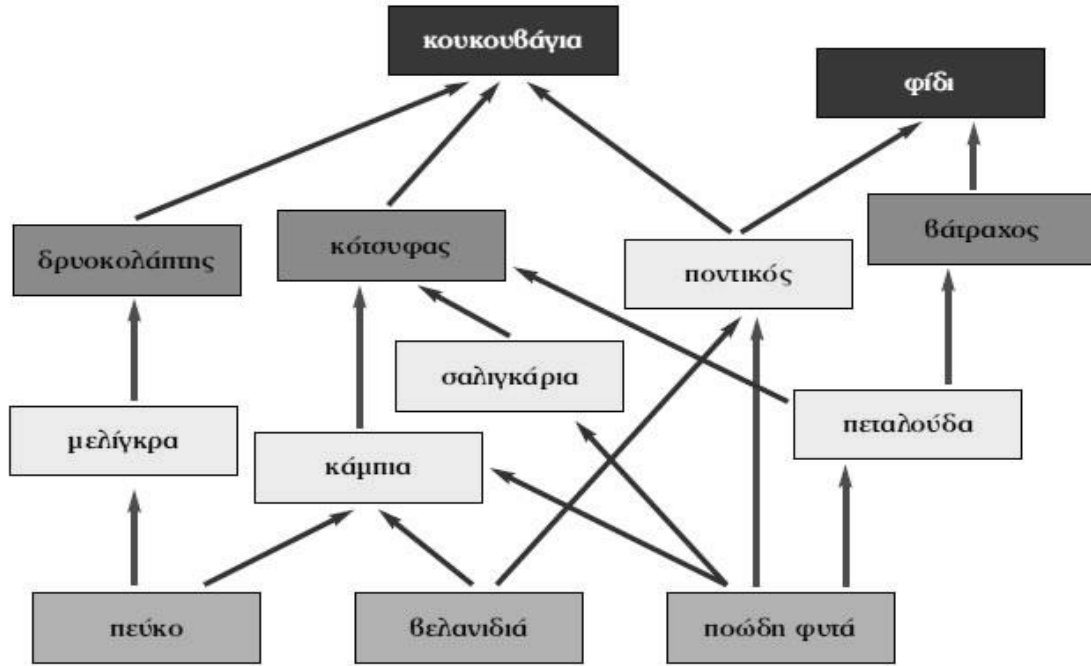 κουκουβάγια
φίδι
δρυοκολάπτης
κότσυφας
ποντικός
βάτραχος
σαλιγκάρια
μελίγκρα
κάμπια
πεταλούδα
πεύκο
βελανιδιά
ποώδη φυτά